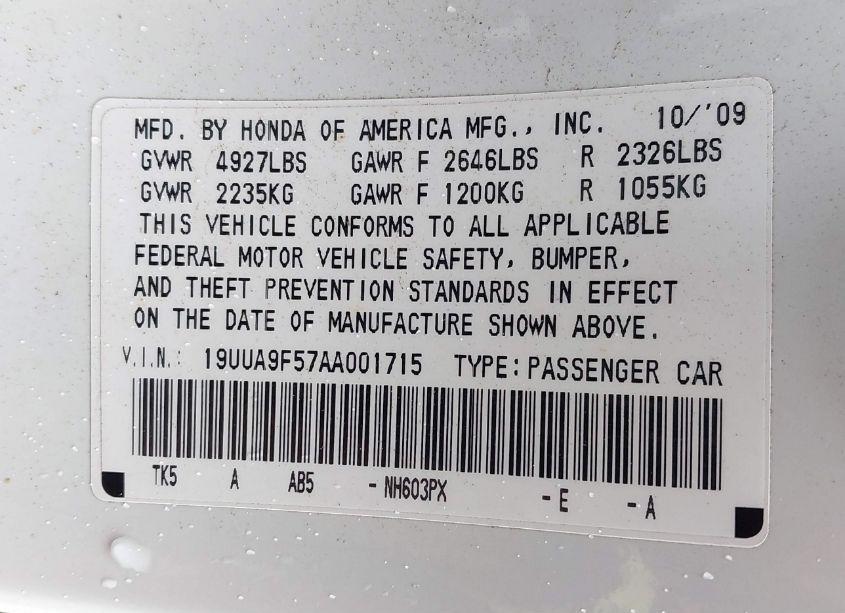 MFD. BY HONDA OF AMERICA MFG., INC. 10/'09
GVWR 4927LBS GAWR F 2646LBS R 2326LBS
GVWR 2235KG GAWR F 1200KG R 1055KG
THIS VEHICLE CONFORMS TO ALL APPLICABLE
FEDERAL MOTOR VEHICLE SAFETY, BUMPER,
AND THEFT PREVENTION STANDARDS IN EFFECT
ON THE DATE OF MANUFACTURE SHOWN ABOVE.
V.I.N.: 19UUA9F57AA001715 TYPE: PASSENGER CAR
TK5 A AB5 - NH603PX - E - A